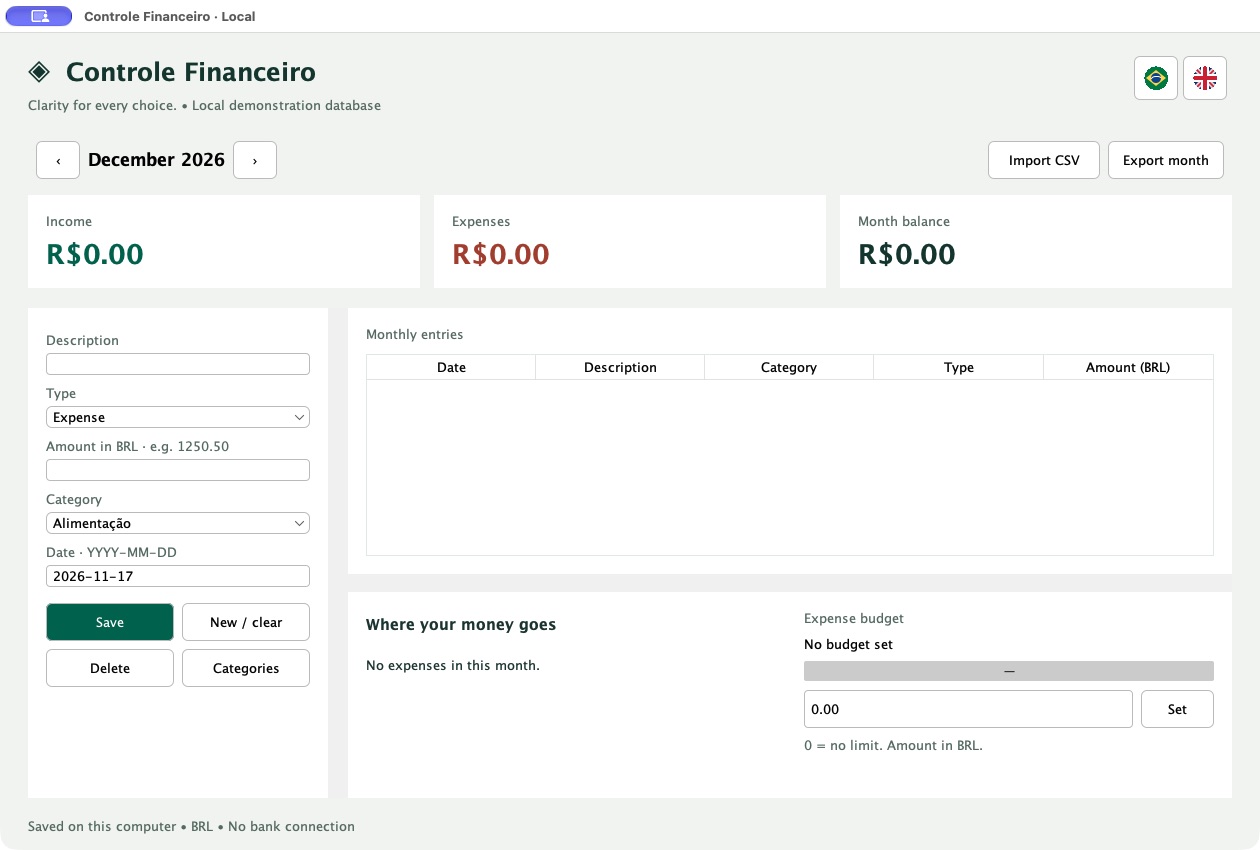 Controle Financeiro · Local
Controle Financeiro
Clarity for every choice. • Local demonstration database
‹ December 2026 › Import CSV Export month
Income Expenses Month balance
R$0.00 R$0.00 R$0.00
Description
Type
Expense
Amount in BRL · e.g. 1250.50
Category
Alimentação
Date · YYYY-MM-DD
2026-11-17
Save New / clear
Delete Categories
Monthly entries
Date Description Category Type Amount (BRL)
Where your money goes
No expenses in this month.
Expense budget
No budget set
—
0.00 Set
0 = no limit. Amount in BRL.
Saved on this computer • BRL • No bank connection